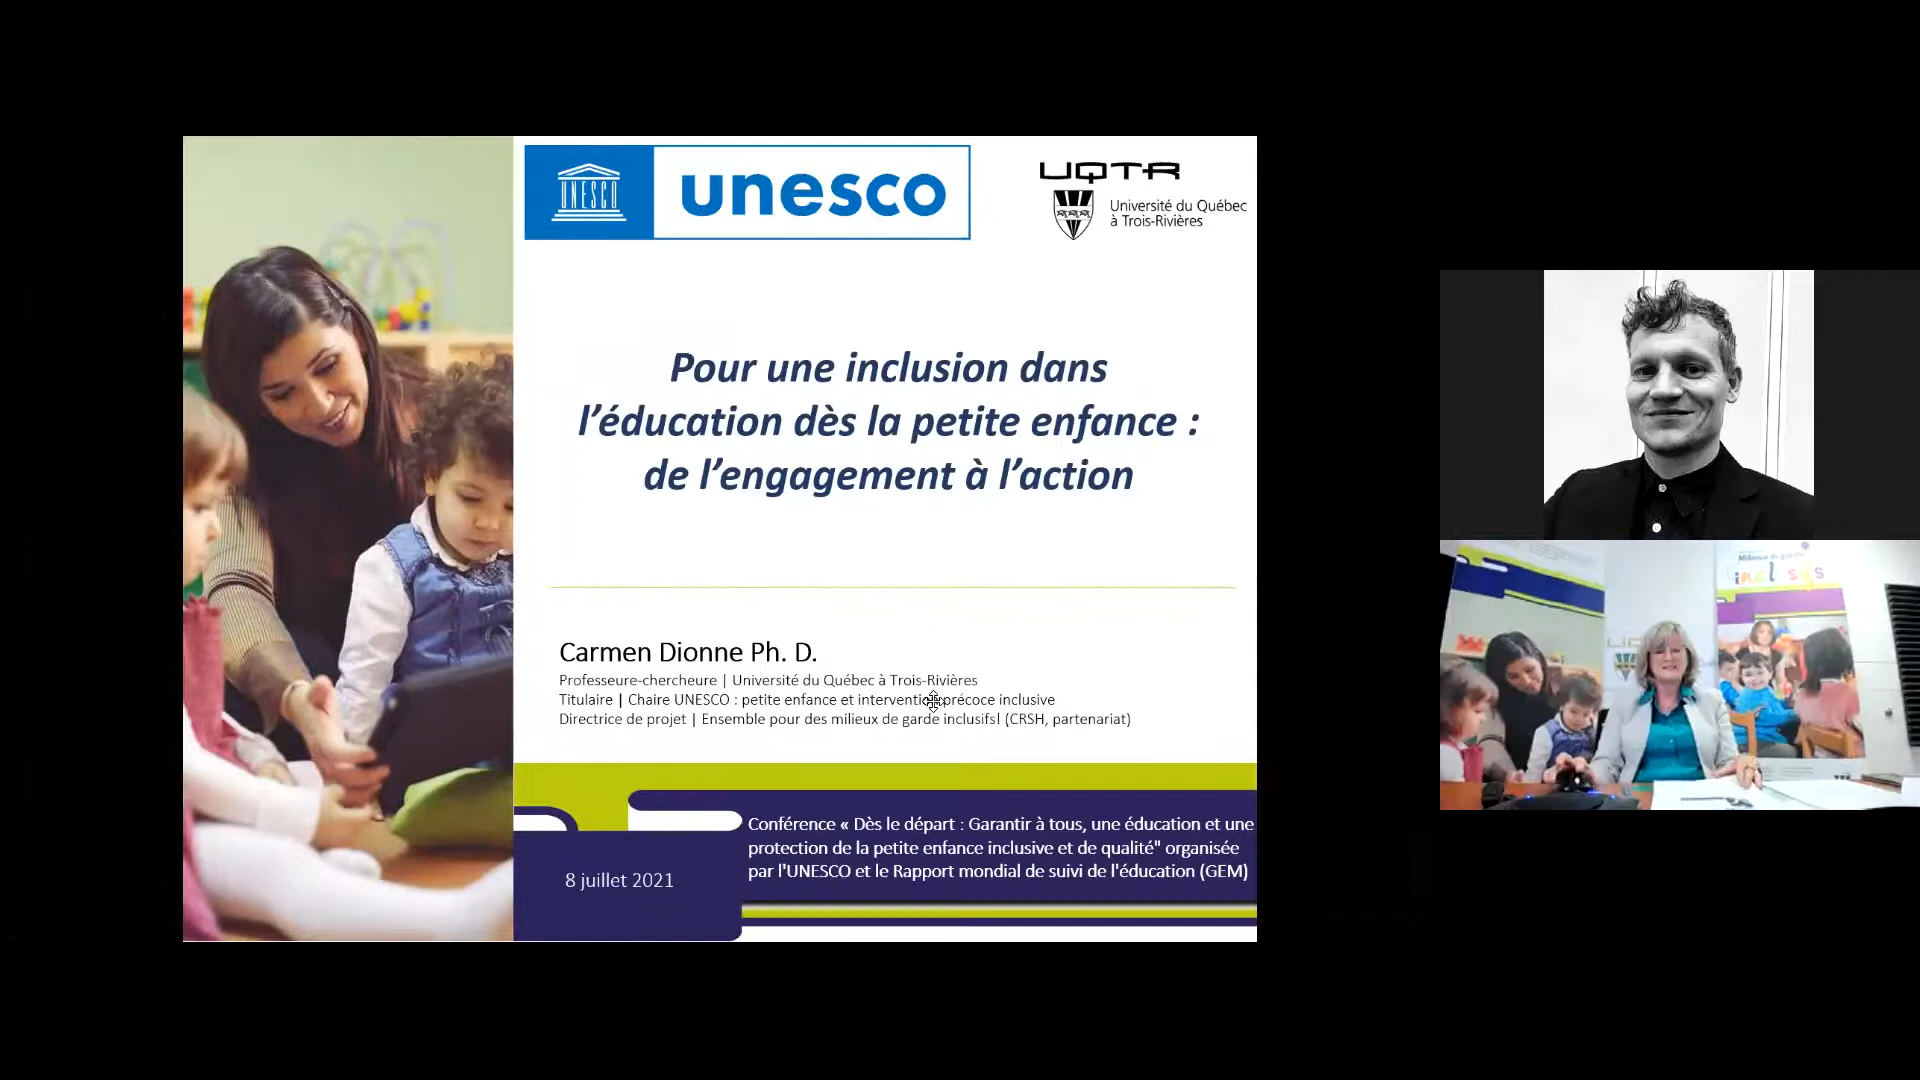 UNESCO
unesco
UQTR
Université du Québec
à Trois-Rivières
Pour une inclusion dans
l’éducation dès la petite enfance :
de l’engagement à l’action
Carmen Dionne Ph. D.
Professeure-chercheure | Université du Québec à Trois-Rivières
Titulaire | Chaire UNESCO : petite enfance et intervention précoce inclusive
Directrice de projet | Ensemble pour des milieux de garde inclusifs! (CRSH, partenariat)
8 juillet 2021
Conférence « Dès le départ : Garantir à tous, une éducation et une
protection de la petite enfance inclusive et de qualité" organisée
par l'UNESCO et le Rapport mondial de suivi de l'éducation (GEM)
Milieux de garde
inclusifs